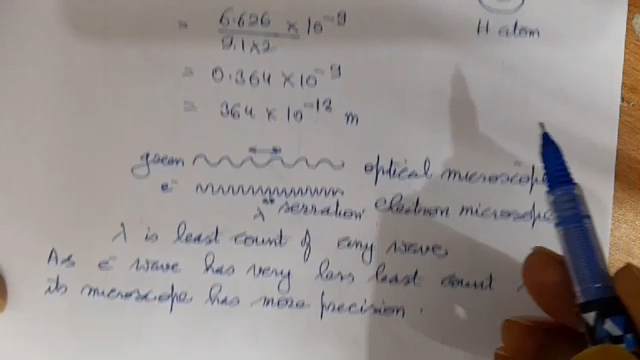 = 6.626 × 10⁻⁹ / 9.1 × 2
H atom
= 0.364 × 10⁻⁹
= 364 × 10⁻¹² m
green optical microscope
e⁻ electron microscope
λ serration
λ is least count of any wave,
As e⁻ wave has very less least count
its microscope has more precision.